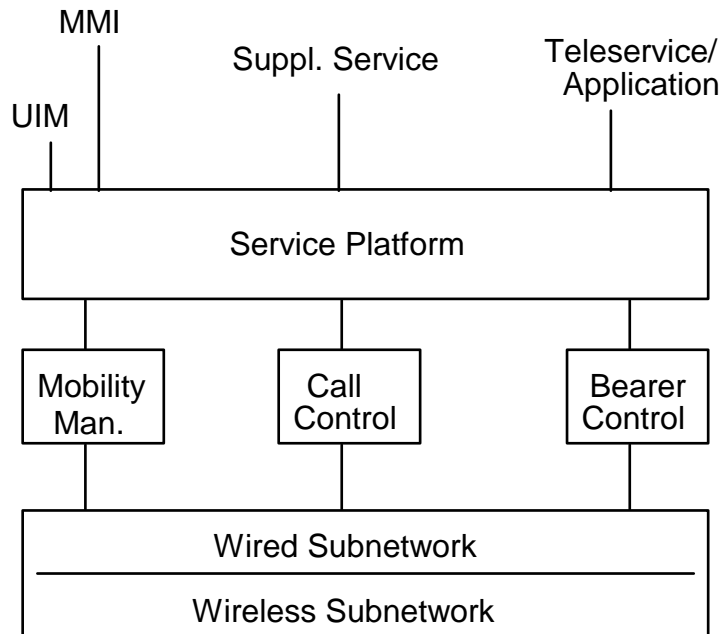 MMI
Suppl. Service
Teleservice/
Application
UIM
Service Platform
Mobility
Man.
Call
Control
Bearer
Control
Wired Subnetwork
Wireless Subnetwork